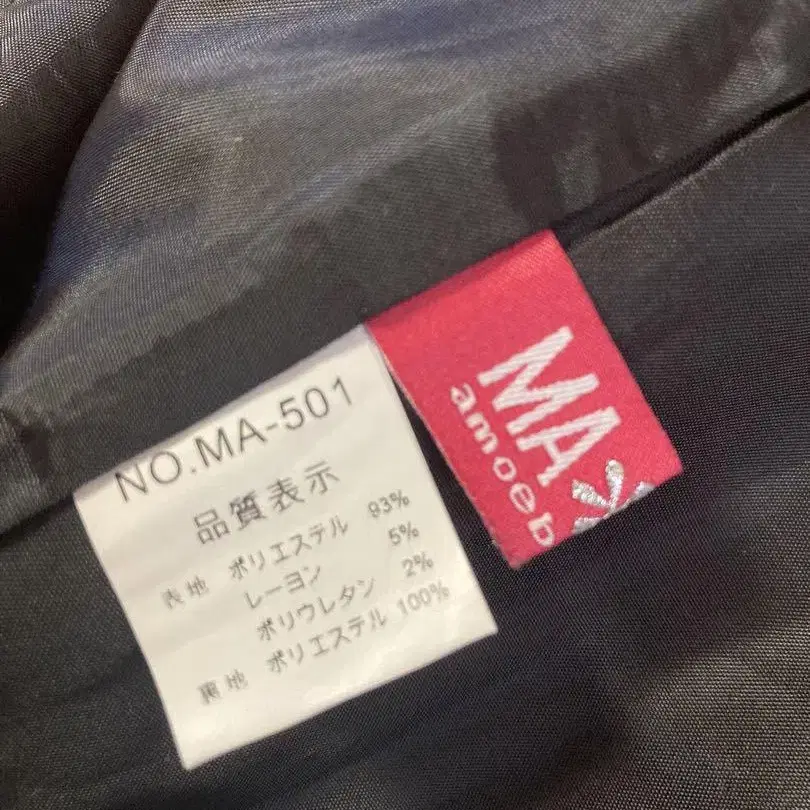 NO.MA-501
品質表示
表地 ポリエステル 93%
レーヨン 5%
ポリウレタン 2%
裏地 ポリエステル 100%
MA*
amoeb